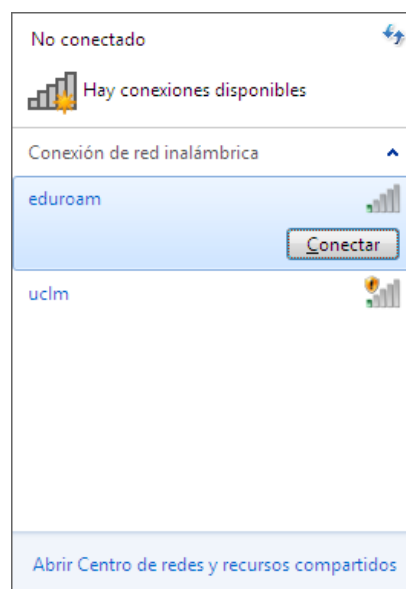 No conectado
Hay conexiones disponibles
Conexión de red inalámbrica
eduroam
Conectar
uclm
Abrir Centro de redes y recursos compartidos